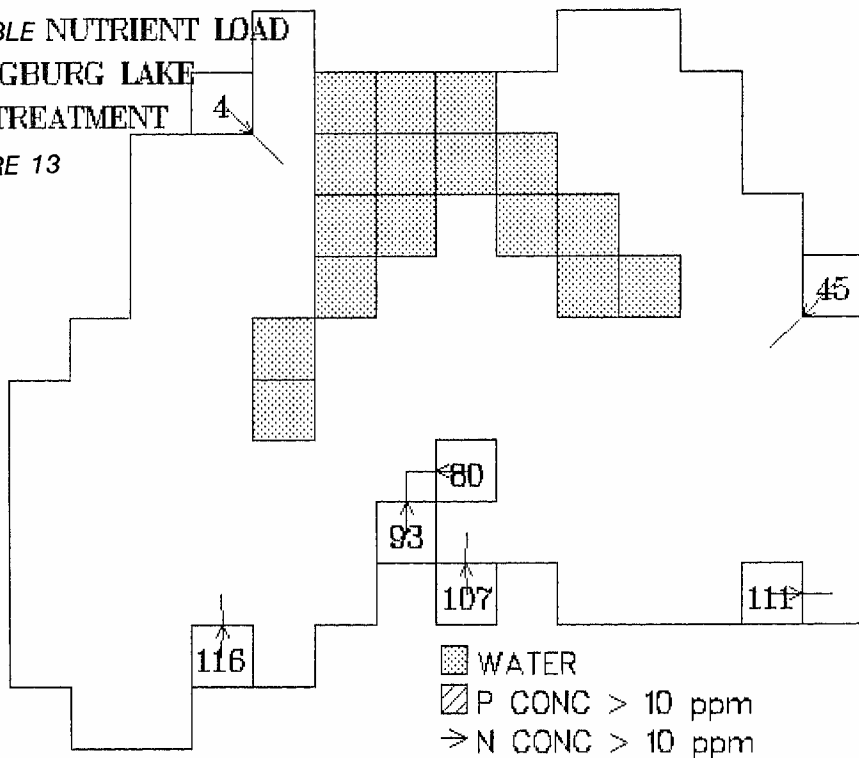 BLE NUTRIENT LOAD
GBURG LAKE
TREATMENT
RE 13
4
45
80
93
107
111
116
WATER
P CONC > 10 ppm
N CONC > 10 ppm